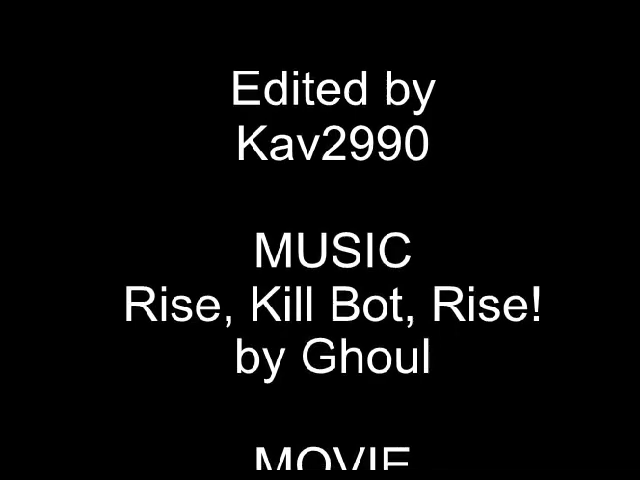 Edited by
Kav2990
MUSIC
Rise, Kill Bot, Rise!
by Ghoul
MOVIE